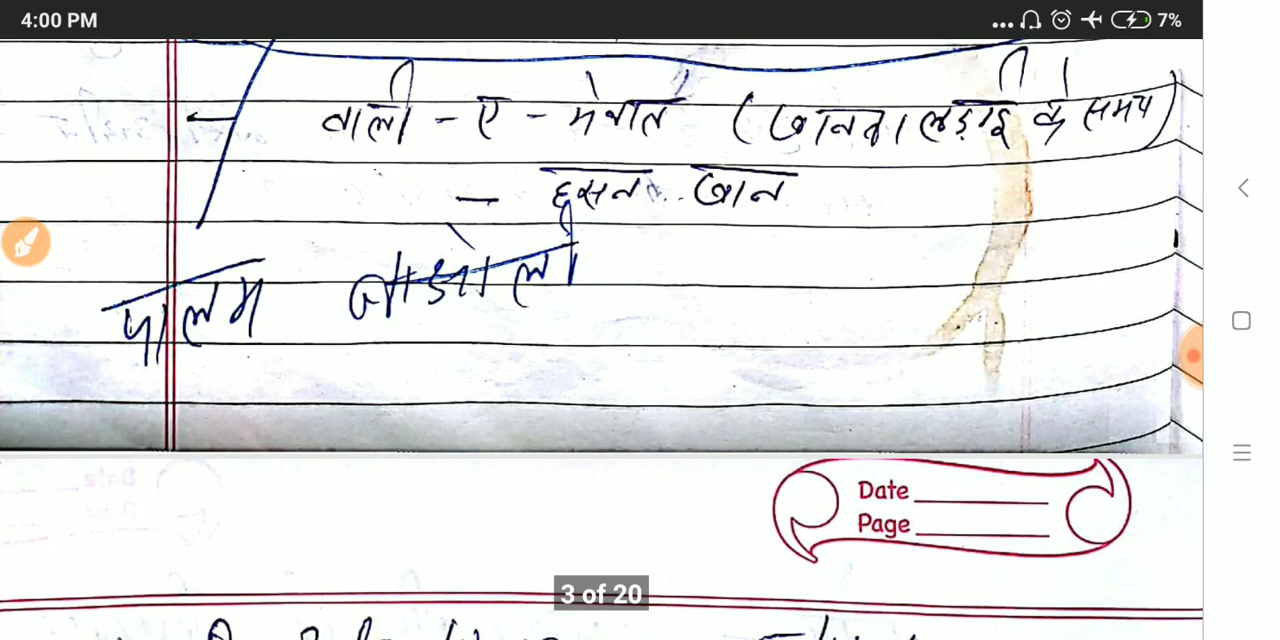 4:00 PM
7%
वाली - ए - मेवात (खानवा लड़ाई के समय)
- हसन खान
पालम
Date
Page
3 of 20